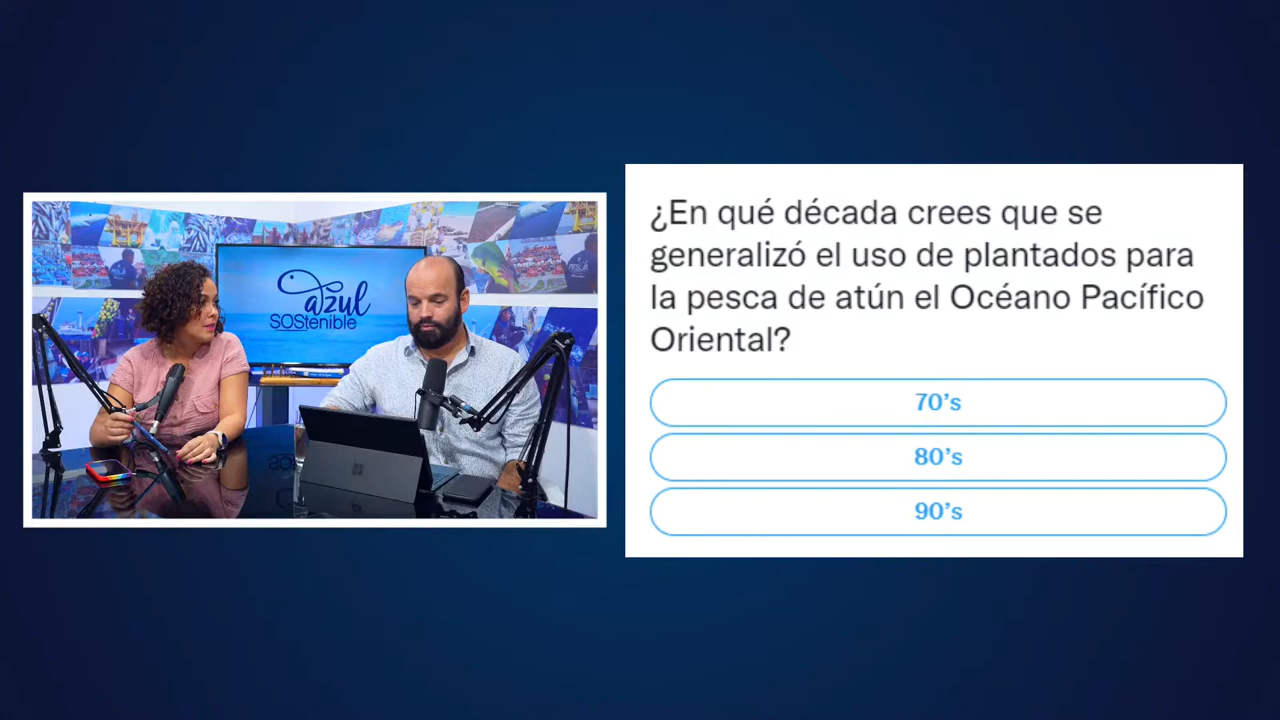 azul
SOStenible
¿En qué década crees que se
generalizó el uso de plantados para
la pesca de atún el Océano Pacífico
Oriental?
70’s
80’s
90’s